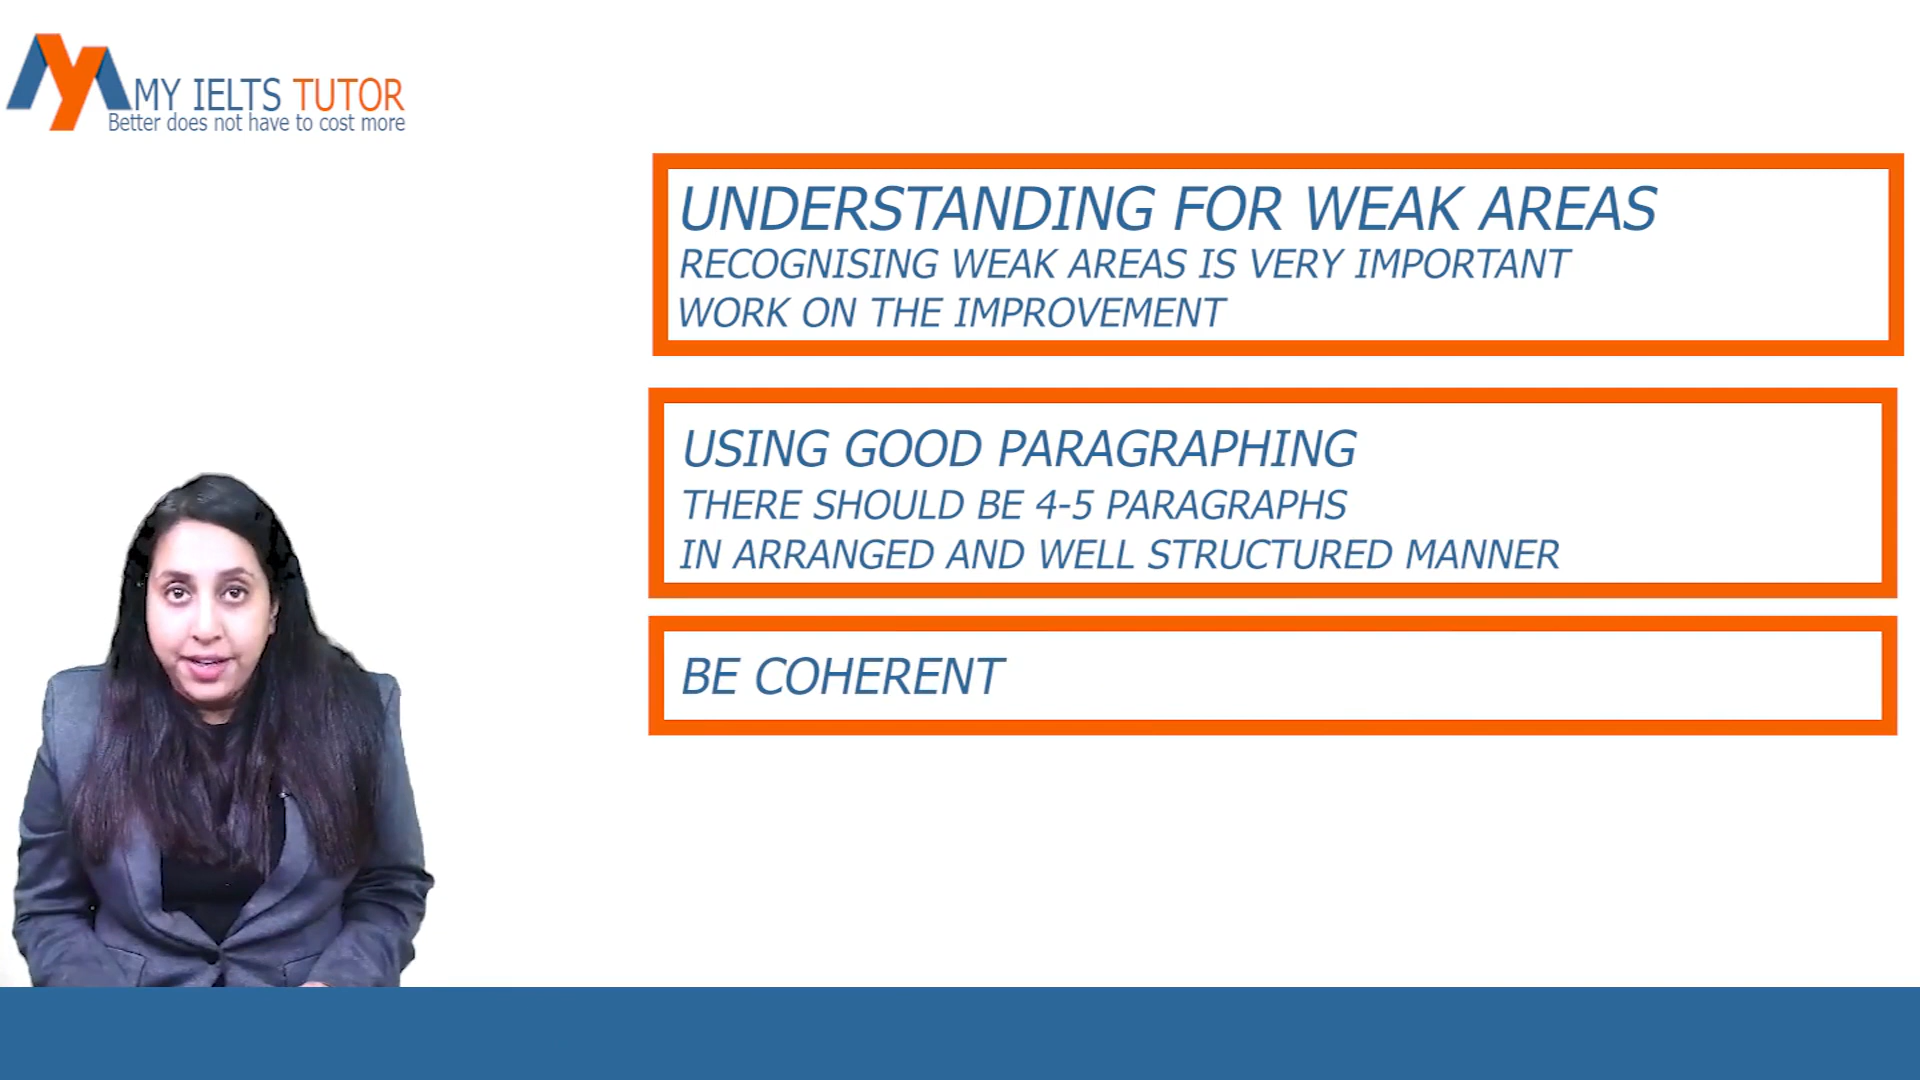 MY IELTS TUTOR
Better does not have to cost more
UNDERSTANDING FOR WEAK AREAS
RECOGNISING WEAK AREAS IS VERY IMPORTANT
WORK ON THE IMPROVEMENT
USING GOOD PARAGRAPHING
THERE SHOULD BE 4-5 PARAGRAPHS
IN ARRANGED AND WELL STRUCTURED MANNER
BE COHERENT